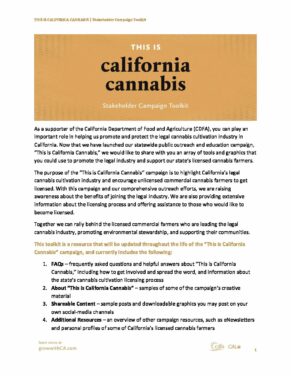 THIS IS CALIFORNIA CANNABIS | Stakeholder Campaign Toolkit
THIS IS
california
cannabis
Stakeholder Campaign Toolkit
As a supporter of the California Department of Food and Agriculture (CDFA), you can play an
important role in helping us promote and protect the legal cannabis cultivation industry in
California. Now that we have launched our statewide public outreach and education campaign,
"This is California Cannabis," we would like to share with you an array of tools and graphics that
you could use to promote the legal industry and support our state's licensed cannabis farmers.
The purpose of the "This is California Cannabis" campaign is to highlight California's legal
cannabis cultivation industry and encourage unlicensed commercial cannabis farmers to get
licensed. With this campaign and our comprehensive outreach efforts, we are raising
awareness about the benefits of joining the legal industry. We are also providing extensive
information about the licensing process and offering assistance to those who would like to
become licensed.
Together we can rally behind the licensed commercial farmers who are leading the legal
cannabis industry, promoting environmental stewardship, and supporting their communities.
This toolkit is a resource that will be updated throughout the life of the "This is California
Cannabis" campaign, and currently includes the following:
1. FAQs – frequently asked questions and helpful answers about "This is California
Cannabis," including how to get involved and spread the word, and information about
the state's cannabis cultivation licensing process
2. About "This is California Cannabis" – samples of some of the campaign's creative
material
3. Shareable Content – sample posts and downloadable graphics you may post on your
own social-media channels
4. Additional Resources – an overview of other campaign resources, such as eNewsletters
and personal profiles of some of California's licensed cannabis farmers
Learn more at
growwithCA.com
1